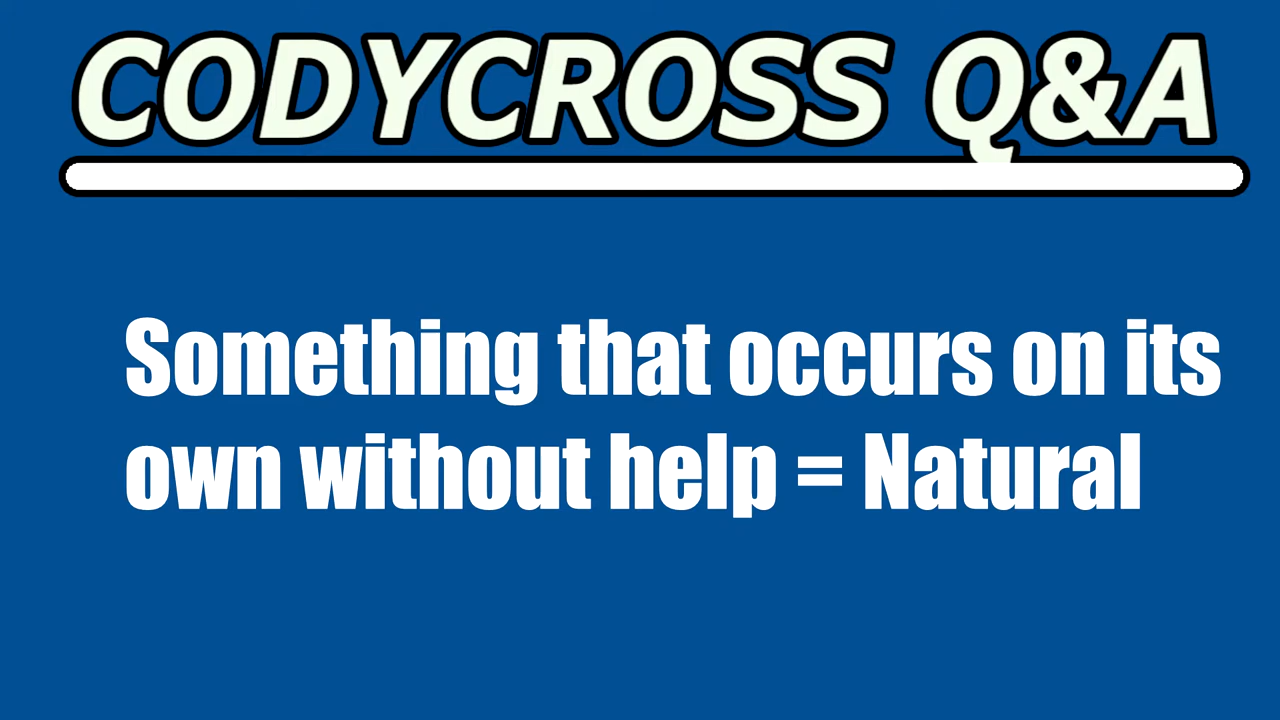 CODYCROSS Q&A
Something that occurs on its
own without help = Natural